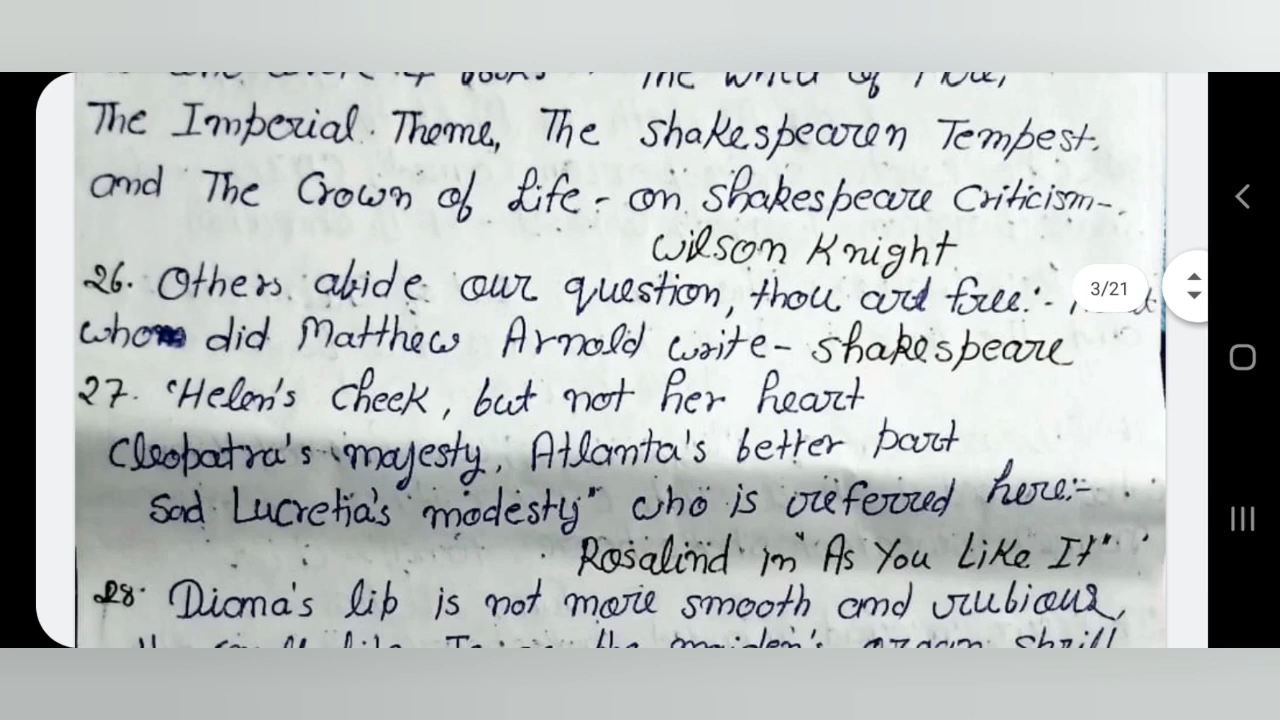 The Imperial Theme, The Shakespearen Tempest.
and The Crown of Life - on Shakespeare Criticism-.
Wilson Knight
26. Others abide our question, thou art free:-
3/21
whom did Matthew Arnold write - Shakespeare
27. 'Helen's cheek, but not her heart
Cleopatra's majesty, Atlanta's better part
Sad Lucretia's modesty" who is referred here:-
Rosalind in "As You Like It"
28. Diana's lip is not more smooth and rubious,